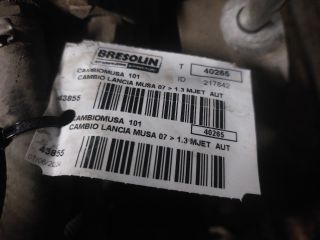 BRESOLIN T 40265
ID 217642
CAMBIOMUSA 101
CAMBIO LANCIA MUSA 07 > 1.3 MJET AUT
43855
CAMBIOMUSA 101 40265
CAMBIO LANCIA MUSA 07 > 1.3 MJET AUT
43855